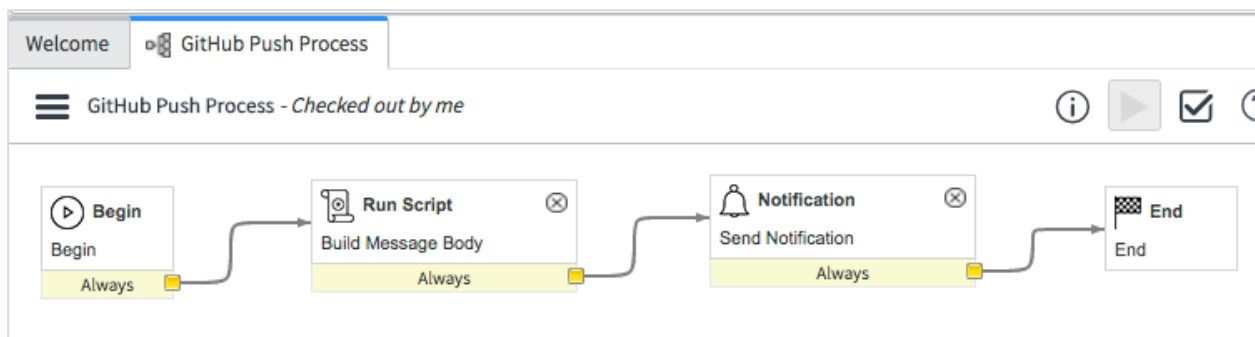 Welcome
GitHub Push Process
GitHub Push Process - Checked out by me
Begin
Begin
Always
Run Script
Build Message Body
Always
Notification
Send Notification
Always
End
End